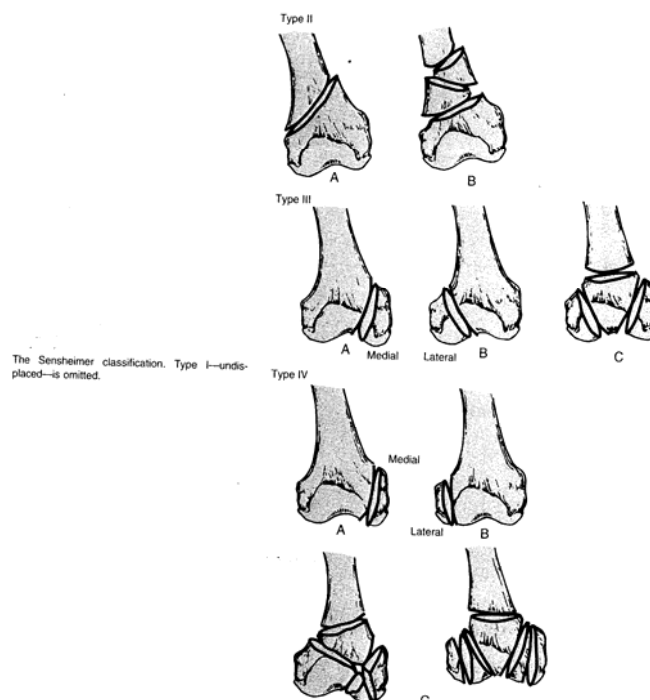 Type II
A
B
Type III
A
Medial
Lateral
B
C
The Sensheimer classification. Type I—undis-
placed—is omitted.
Type IV
Medial
A
Lateral
B
C